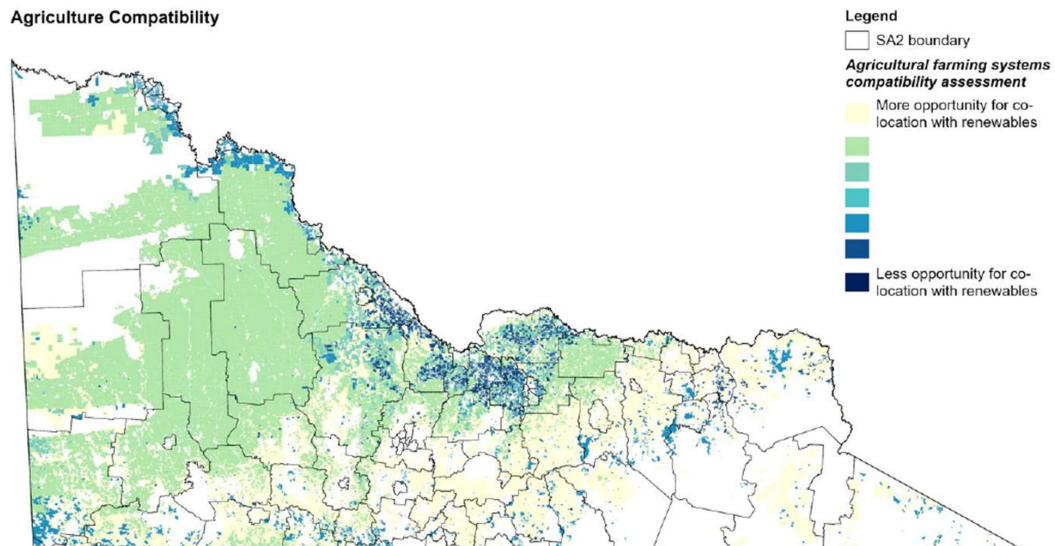 Agriculture Compatibility
Legend
SA2 boundary
Agricultural farming systems
compatibility assessment
More opportunity for co-
location with renewables
Less opportunity for co-
location with renewables